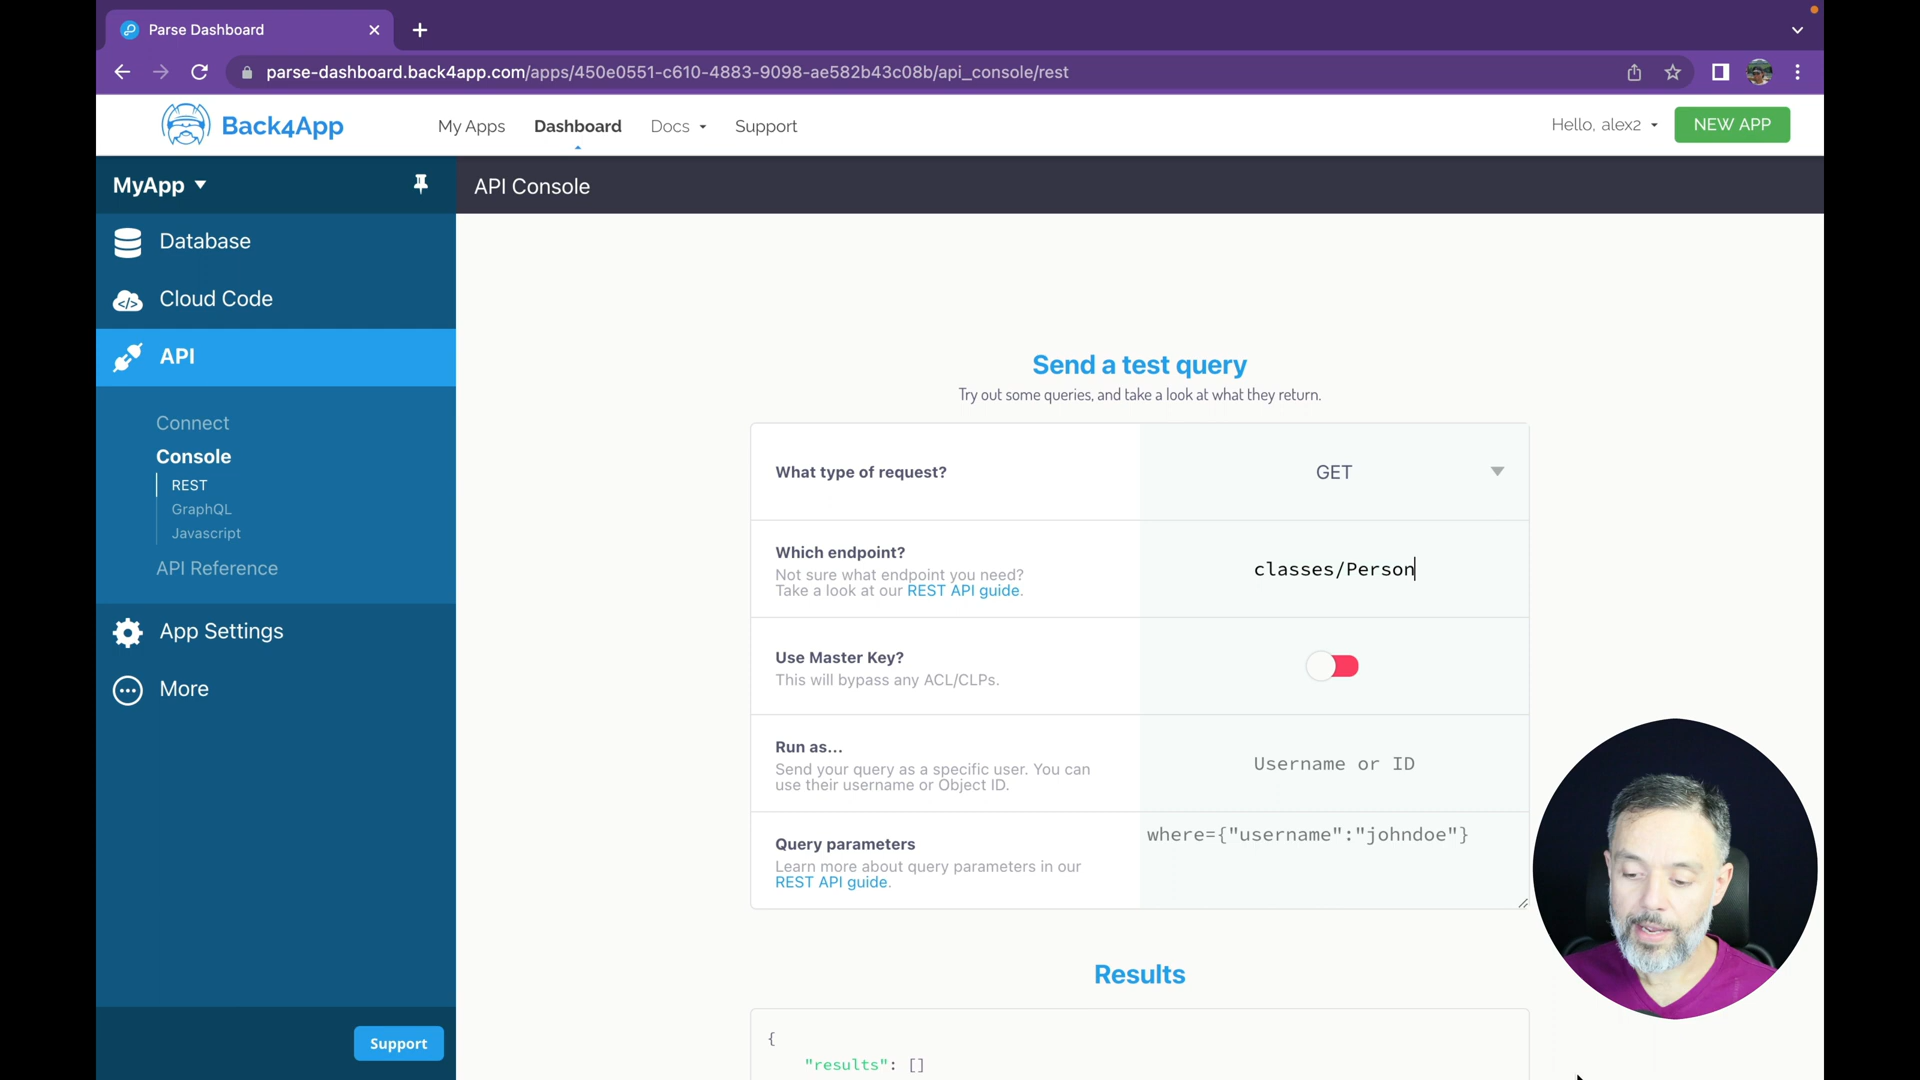 Parse Dashboard
parse-dashboard.back4app.com/apps/450e0551-c610-4883-9098-ae582b43c08b/api_console/rest
Back4App
My Apps
Dashboard
Docs
Support
Hello, alex2
NEW APP
MyApp
API Console
Database
Cloud Code
API
Connect
Console
REST
GraphQL
Javascript
API Reference
App Settings
More
Support
Send a test query
Try out some queries, and take a look at what they return.
What type of request?
GET
Which endpoint?
Not sure what endpoint you need?
Take a look at our REST API guide.
classes/Person
Use Master Key?
This will bypass any ACL/CLPs.
Run as...
Send your query as a specific user. You can
use their username or Object ID.
Username or ID
Query parameters
Learn more about query parameters in our
REST API guide.
where={"username":"johndoe"}
Results
{
"results": []